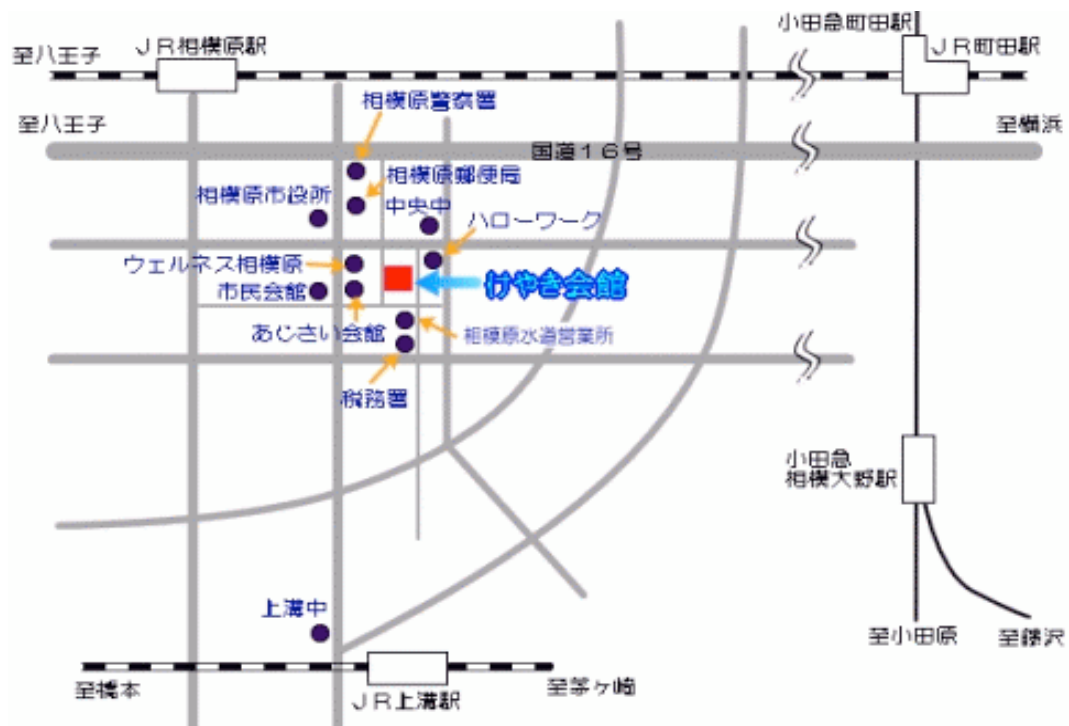 小田急町田駅
JR相模原駅
JR町田駅
至八王子
相模原警察署
至八王子
至横浜
国道16号
相模原郵便局
相模原市役所
中央中
ハローワーク
ウェルネス相模原
けやき会館
市民会館
あじさい会館
相模原水道営業所
税務署
小田急
相模大野駅
上溝中
至小田原
至藤沢
至橋本
至茅ヶ崎
JR上溝駅